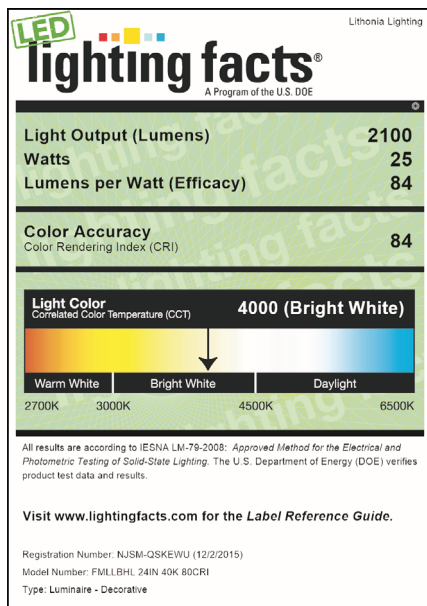 Lithonia Lighting
LED
lighting facts®
A Program of the U.S. DOE
Light Output (Lumens) 2100
Watts 25
Lumens per Watt (Efficacy) 84
Color Accuracy
Color Rendering Index (CRI) 84
Light Color
Correlated Color Temperature (CCT) 4000 (Bright White)
Warm White Bright White Daylight
2700K 3000K 4500K 6500K
All results are according to IESNA LM-79-2008: Approved Method for the Electrical and
Photometric Testing of Solid-State Lighting. The U.S. Department of Energy (DOE) verifies
product test data and results.
Visit www.lightingfacts.com for the Label Reference Guide.
Registration Number: NJSM-QSKEWU (12/2/2015)
Model Number: FMLLBHL 24IN 40K 80CRI
Type: Luminaire - Decorative